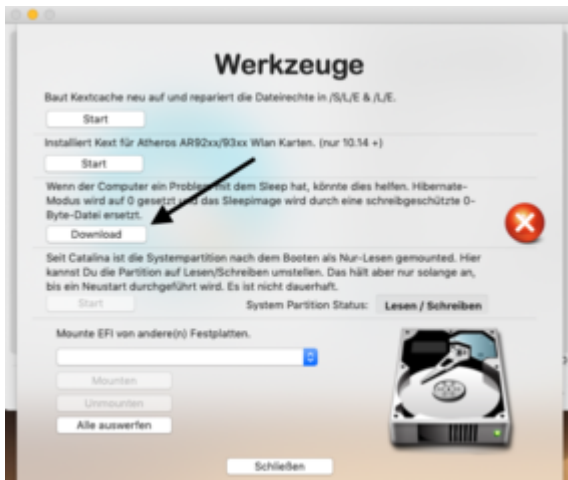 Werkzeuge
Baut Kextcache neu auf und repariert die Dateirechte in /S/L/E & /L/E.
Start
Installiert Kext für Atheros AR92xx/93xx Wlan Karten. (nur 10.14 +)
Start
Wenn der Computer ein Problem mit dem Sleep hat, könnte dies helfen. Hibernate-
Modus wird auf 0 gesetzt und das Sleepimage wird durch eine schreibgeschützte 0-
Byte-Datei ersetzt.
Download
Seit Catalina ist die Systempartition nach dem Booten als Nur-Lesen gemounted. Hier
kannst Du die Partition auf Lesen/Schreiben umstellen. Das hält aber nur solange an,
bis ein Neustart durchgeführt wird. Es ist nicht dauerhaft.
Start System Partition Status: Lesen / Schreiben
Mounte EFI von andere(n) Festplatten.
Mounten
Unmounten
Alle auswerfen
Schließen